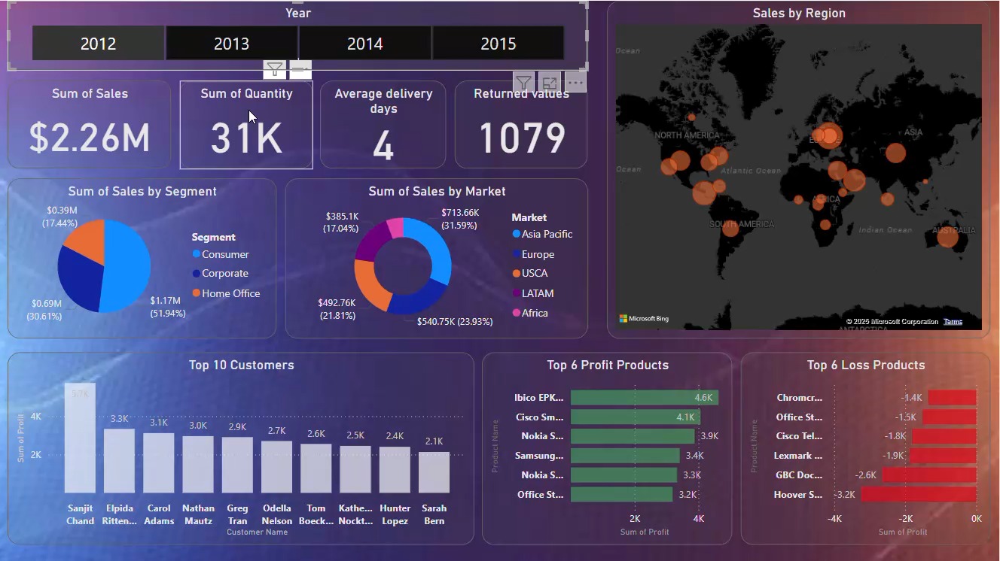 Year
2012
2013
2014
2015
Sum of Sales
$2.26M
Sum of Quantity
31K
Average delivery
days
4
Returned values
1079
Sum of Sales by Segment
$0.39M
(17.44%)
$0.69M
(30.61%)
$1.17M
(51.94%)
Segment
Consumer
Corporate
Home Office
Sum of Sales by Market
$385.1K
(17.04%)
$713.66K
(31.59%)
$492.76K
(21.81%)
$540.75K (23.93%)
Market
Asia Pacific
Europe
USCA
LATAM
Africa
Sales by Region
Ocean
NORTH AMERICA
ASIA
Ocean
Atlantic Ocean
AFRICA
SOUTH AMERICA
Indian Ocean
AUSTRALIA
Microsoft Bing
© 2025 Microsoft Corporation Terms
ANTARCTICA
Top 10 Customers
Sum of Profit
4K
2K
5.7K
3.3K
3.1K
3.0K
2.9K
2.7K
2.6K
2.5K
2.4K
2.1K
Sanjit
Chand
Elpida
Ritten...
Carol
Adams
Nathan
Mautz
Greg
Tran
Odella
Nelson
Tom
Boeck...
Kathe...
Nockt...
Hunter
Lopez
Sarah
Bern
Customer Name
Top 6 Profit Products
Product Name
Ibico EPK...
4.6K
Cisco Sm...
4.1K
Nokia S...
3.9K
Samsung...
3.4K
Nokia S...
3.3K
Office St...
3.2K
2K
4K
Sum of Profit
Top 6 Loss Products
Product Name
Chromcr...
-1.4K
Office St...
-1.5K
Cisco Tel...
-1.8K
Lexmark ...
-1.9K
GBC Doc...
-2.6K
Hoover S...
-3.2K
-4K
-2K
0K
Sum of Profit